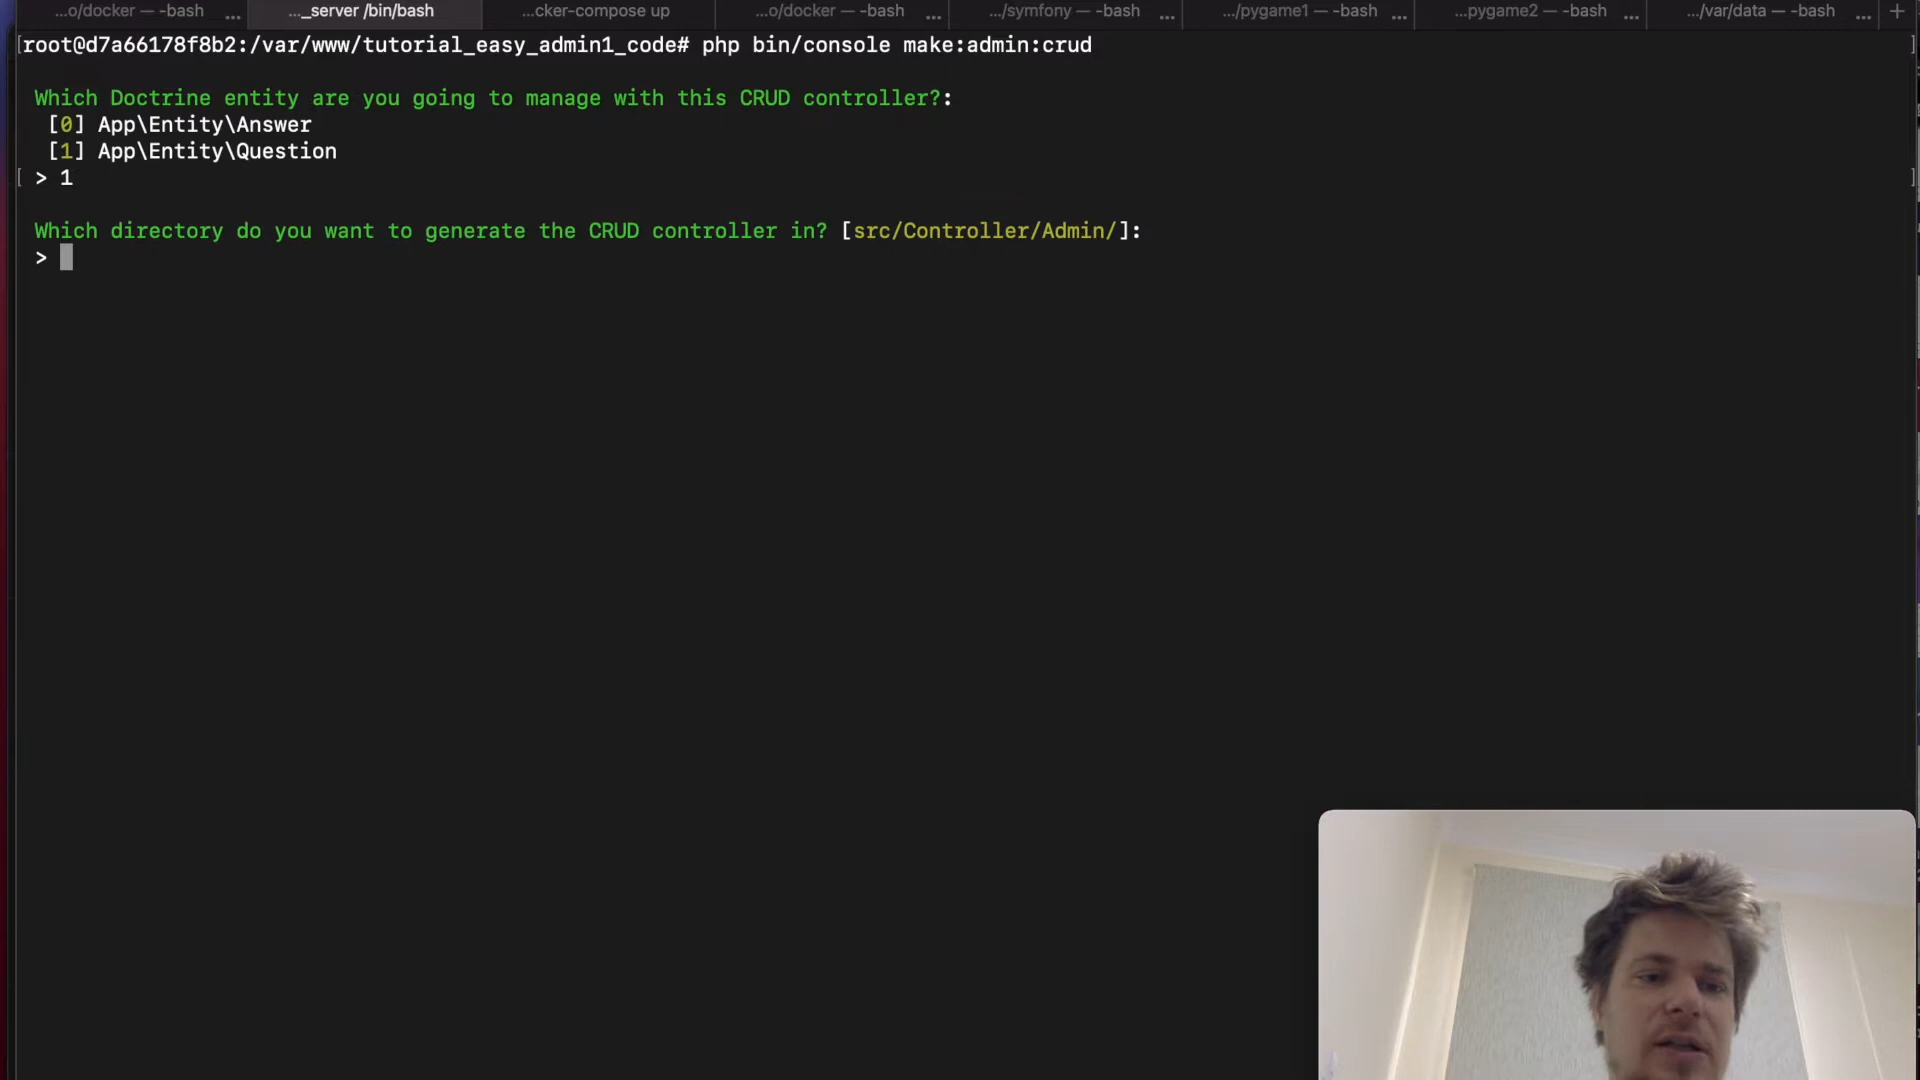 ...o/docker — -bash ... ..._server /bin/bash ...cker-compose up ...o/docker — -bash ... .../symfony — -bash ... .../pygame1 — -bash ... ...pygame2 — -bash ... .../var/data — -bash ... +
[root@d7a66178f8b2:/var/www/tutorial_easy_admin1_code# php bin/console make:admin:crud ]
Which Doctrine entity are you going to manage with this CRUD controller?:
[0] App\Entity\Answer
[1] App\Entity\Question
[ > 1 ]
Which directory do you want to generate the CRUD controller in? [src/Controller/Admin/]:
>